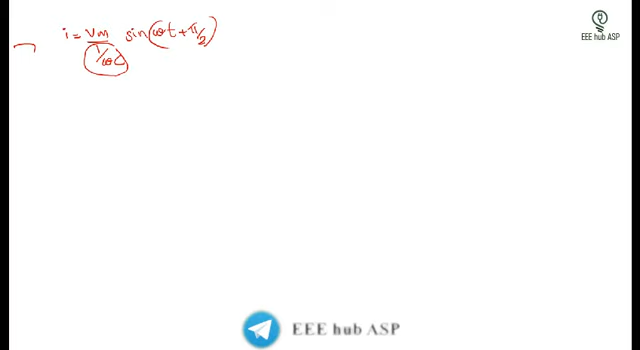 i = Vm sin(ωt + π/2)
1/ωC
EEE hub ASP
EEE hub ASP